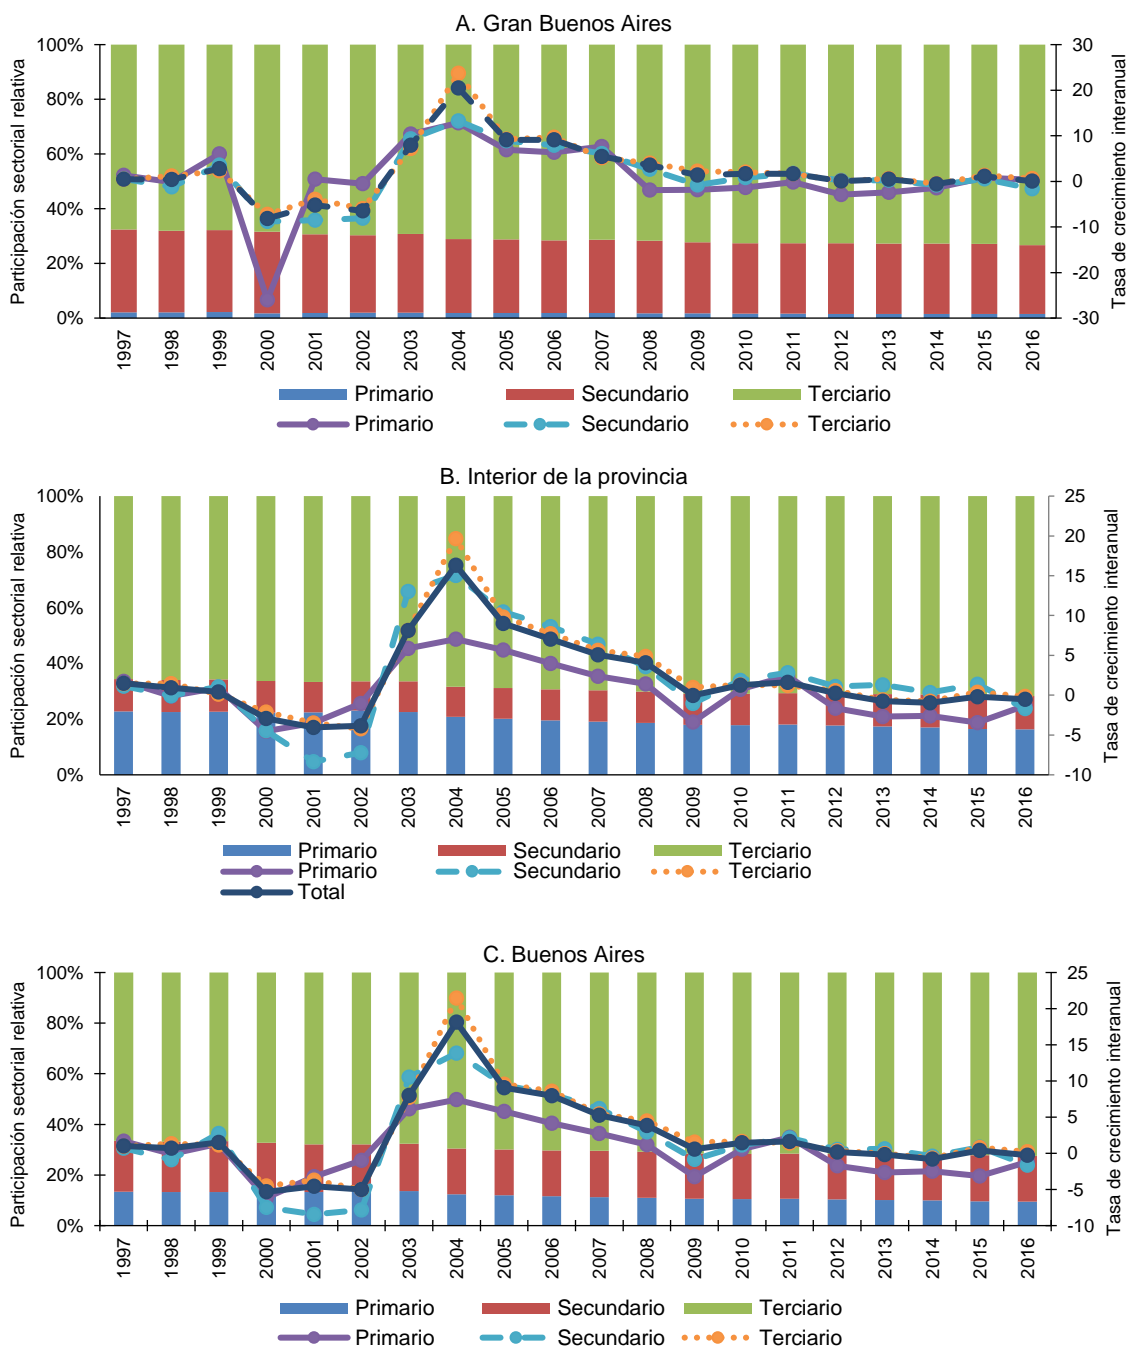 A. Gran Buenos Aires
Participación sectorial relativa
100%
80%
60%
40%
20%
0%
30
20
10
0
-10
-20
-30
Tasa de crecimiento interanual
1997 1998 1999 2000 2001 2002 2003 2004 2005 2006 2007 2008 2009 2010 2011 2012 2013 2014 2015 2016
Primario Secundario Terciario
Primario Secundario Terciario
B. Interior de la provincia
Participación sectorial relativa
100%
80%
60%
40%
20%
0%
25
20
15
10
5
0
-5
-10
Tasa de crecimiento interanual
1997 1998 1999 2000 2001 2002 2003 2004 2005 2006 2007 2008 2009 2010 2011 2012 2013 2014 2015 2016
Primario Secundario Terciario
Primario Secundario Terciario
Total
C. Buenos Aires
Participación sectorial relativa
100%
80%
60%
40%
20%
0%
25
20
15
10
5
0
-5
-10
Tasa de crecimiento interanual
1997 1998 1999 2000 2001 2002 2003 2004 2005 2006 2007 2008 2009 2010 2011 2012 2013 2014 2015 2016
Primario Secundario Terciario
Primario Secundario Terciario